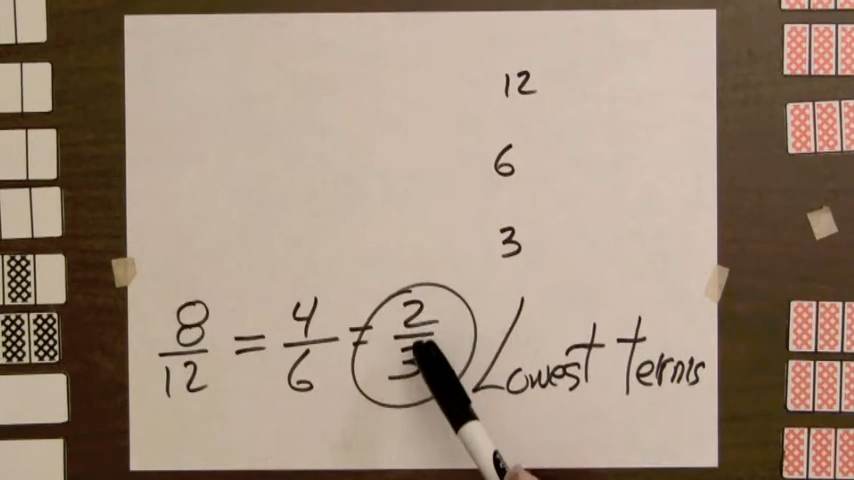 12
6
3
8/12 = 4/6 = 2/3 Lowest Terms